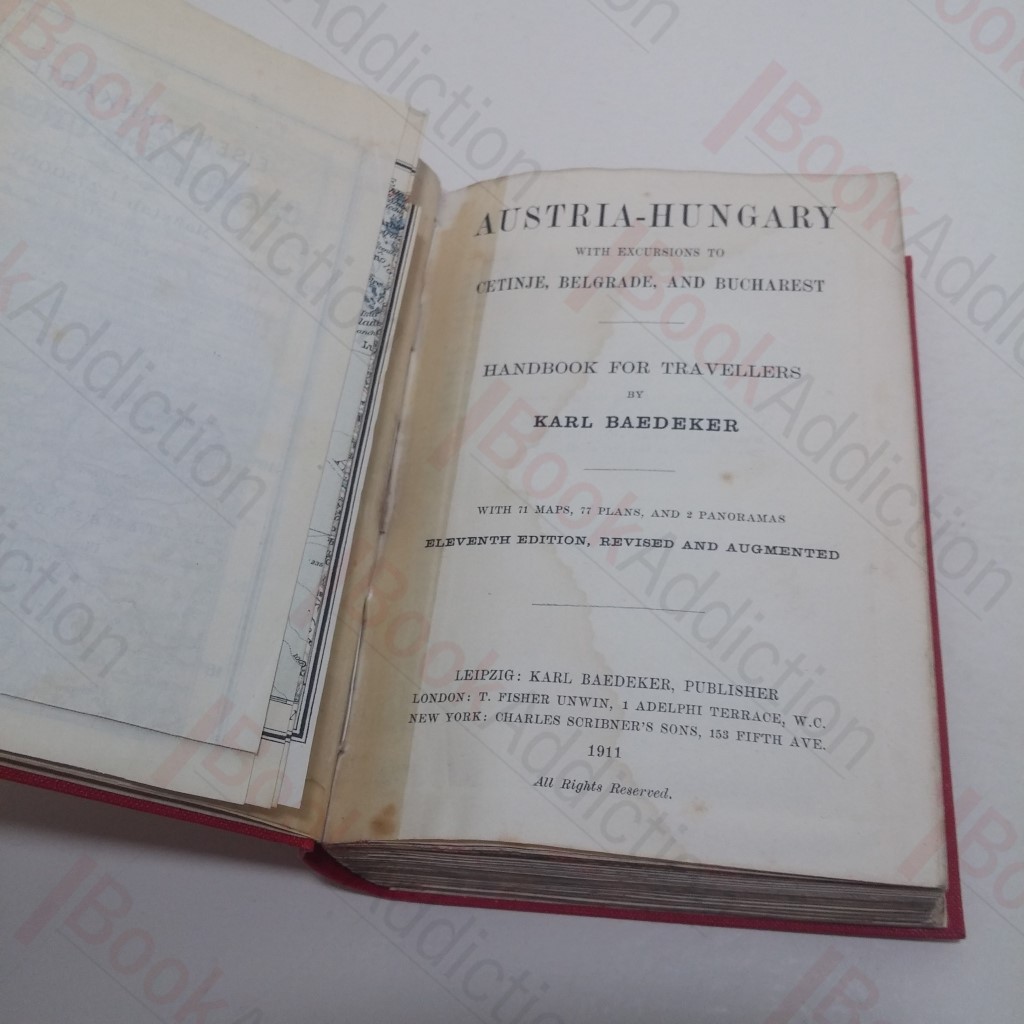 AUSTRIA-HUNGARY
WITH EXCURSIONS TO
CETINJE, BELGRADE, AND BUCHAREST
HANDBOOK FOR TRAVELLERS
BY
KARL BAEDEKER
WITH 71 MAPS, 77 PLANS, AND 2 PANORAMAS
ELEVENTH EDITION, REVISED AND AUGMENTED
LEIPZIG: KARL BAEDEKER, PUBLISHER
LONDON: T. FISHER UNWIN, 1 ADELPHI TERRACE, W.C.
NEW YORK: CHARLES SCRIBNER'S SONS, 153 FIFTH AVE.
1911
All Rights Reserved.
BookAddiction